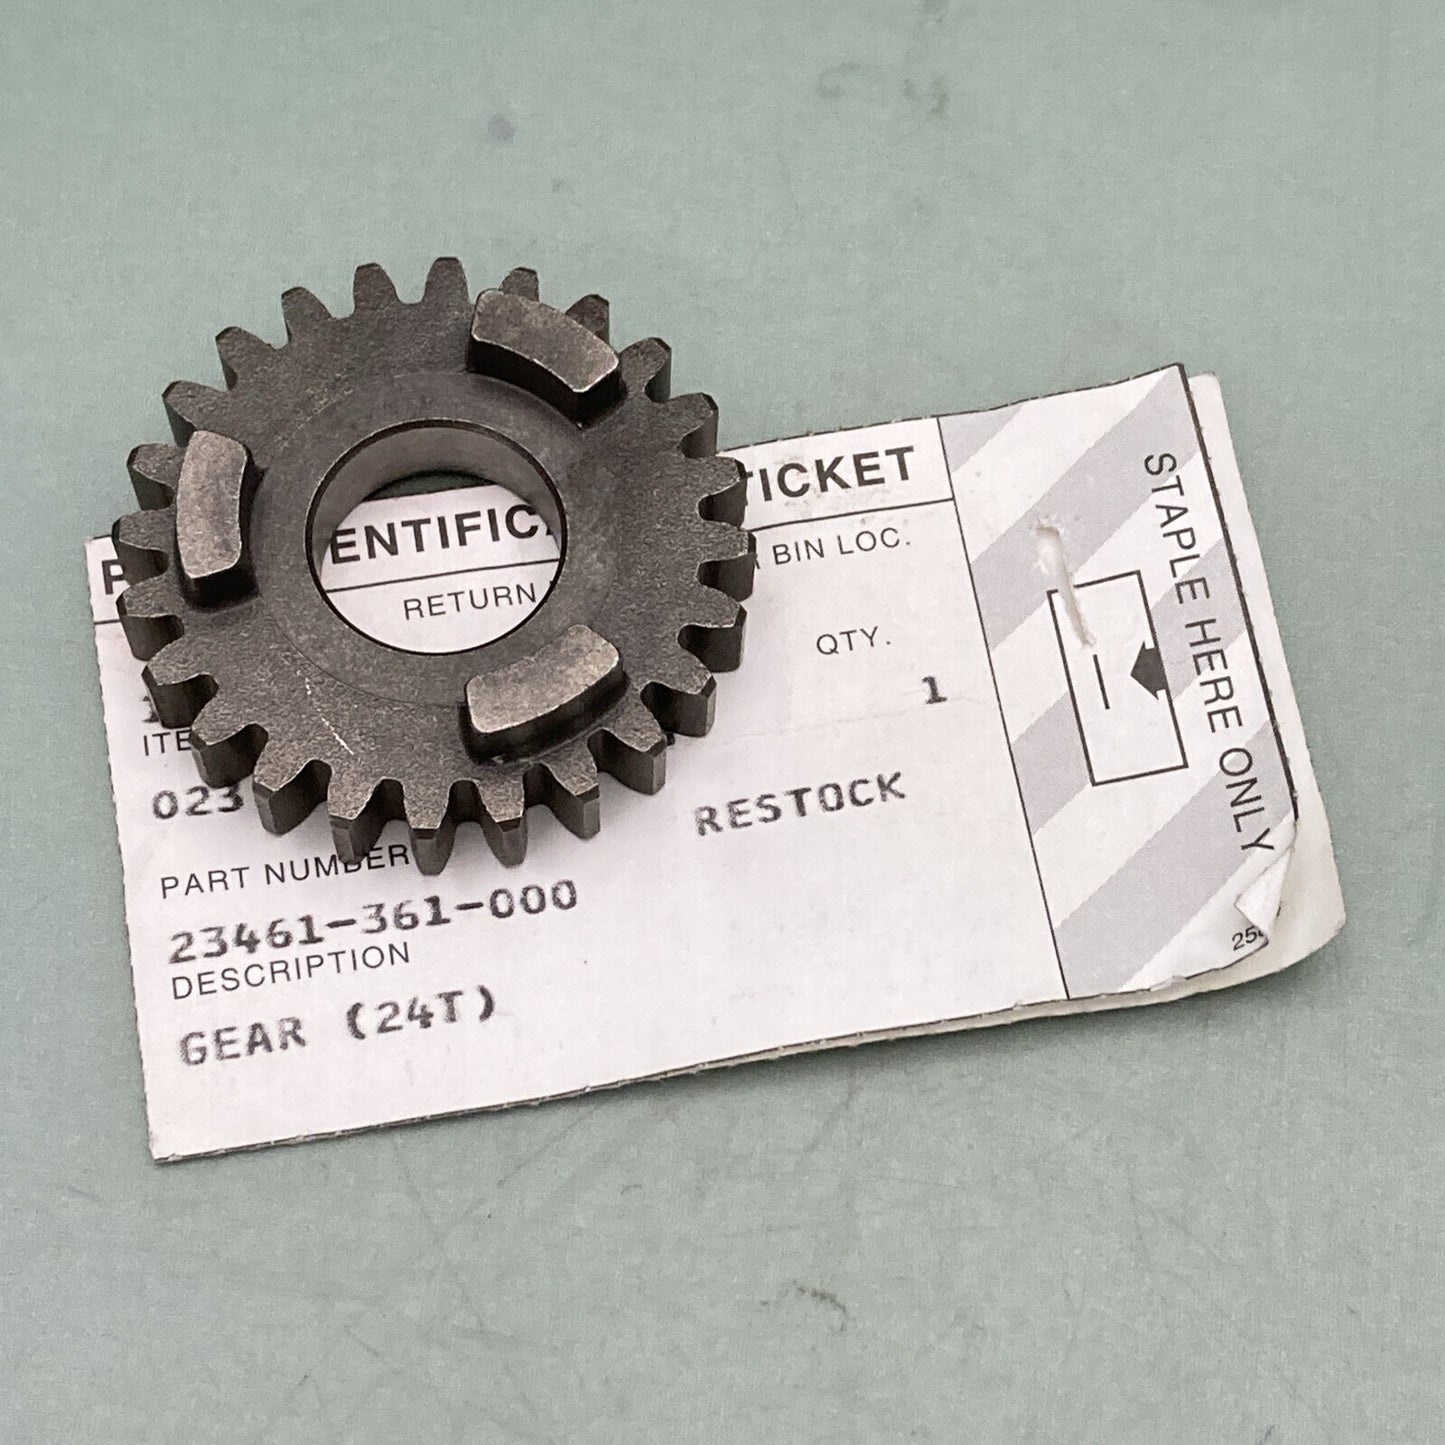 ENTIFIC TICKET
RETURN BIN LOC.
QTY.
1
ITE
023 RESTOCK
PART NUMBER
23461-361-000
DESCRIPTION
GEAR (24T)
STAPLE HERE ONLY